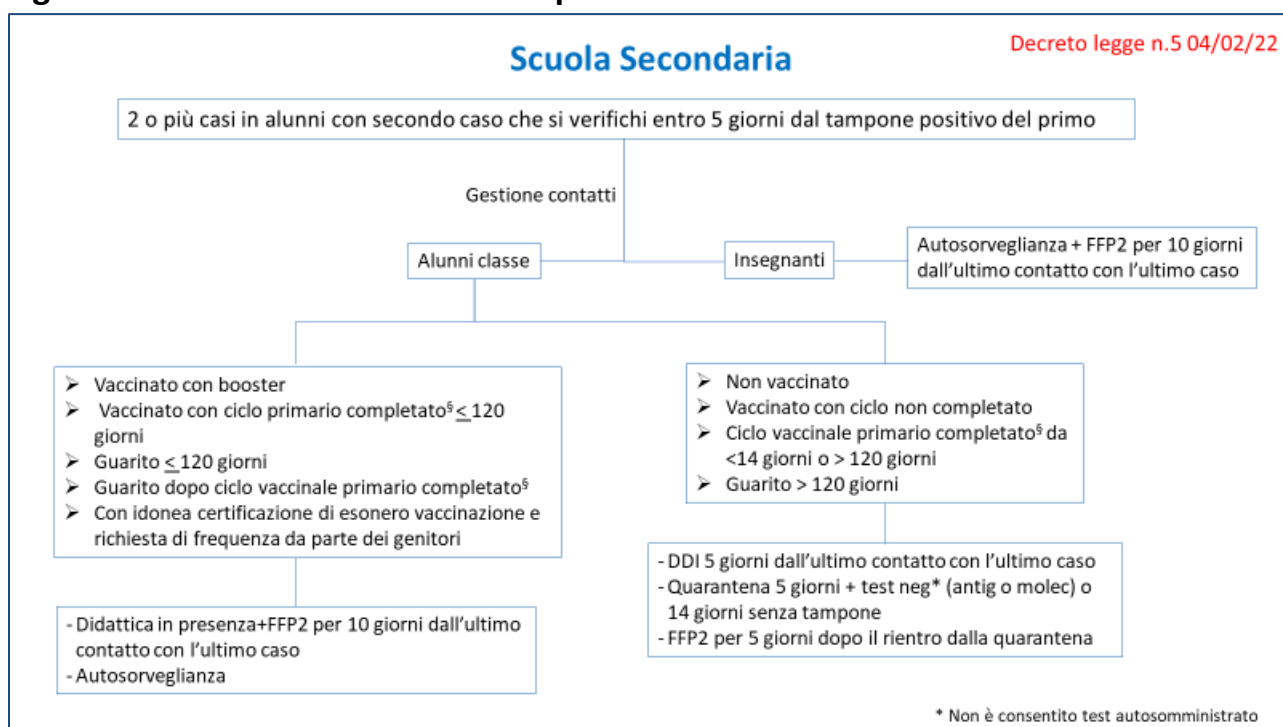 Decreto legge n.5 04/02/22
Scuola Secondaria
2 o più casi in alunni con secondo caso che si verifichi entro 5 giorni dal tampone positivo del primo
Gestione contatti
Alunni classe
Insegnanti
Autosorveglianza + FFP2 per 10 giorni
dall'ultimo contatto con l'ultimo caso
➢ Vaccinato con booster
➢ Vaccinato con ciclo primario completato§ ≤ 120
giorni
➢ Guarito ≤ 120 giorni
➢ Guarito dopo ciclo vaccinale primario completato§
➢ Con idonea certificazione di esonero vaccinazione e
richiesta di frequenza da parte dei genitori
➢ Non vaccinato
➢ Vaccinato con ciclo non completato
➢ Ciclo vaccinale primario completato§ da
<14 giorni o > 120 giorni
➢ Guarito > 120 giorni
- Didattica in presenza+FFP2 per 10 giorni dall'ultimo
contatto con l'ultimo caso
- Autosorveglianza
- DDI 5 giorni dall'ultimo contatto con l'ultimo caso
- Quarantena 5 giorni + test neg* (antig o molec) o
14 giorni senza tampone
- FFP2 per 5 giorni dopo il rientro dalla quarantena
* Non è consentito test autosomministrato